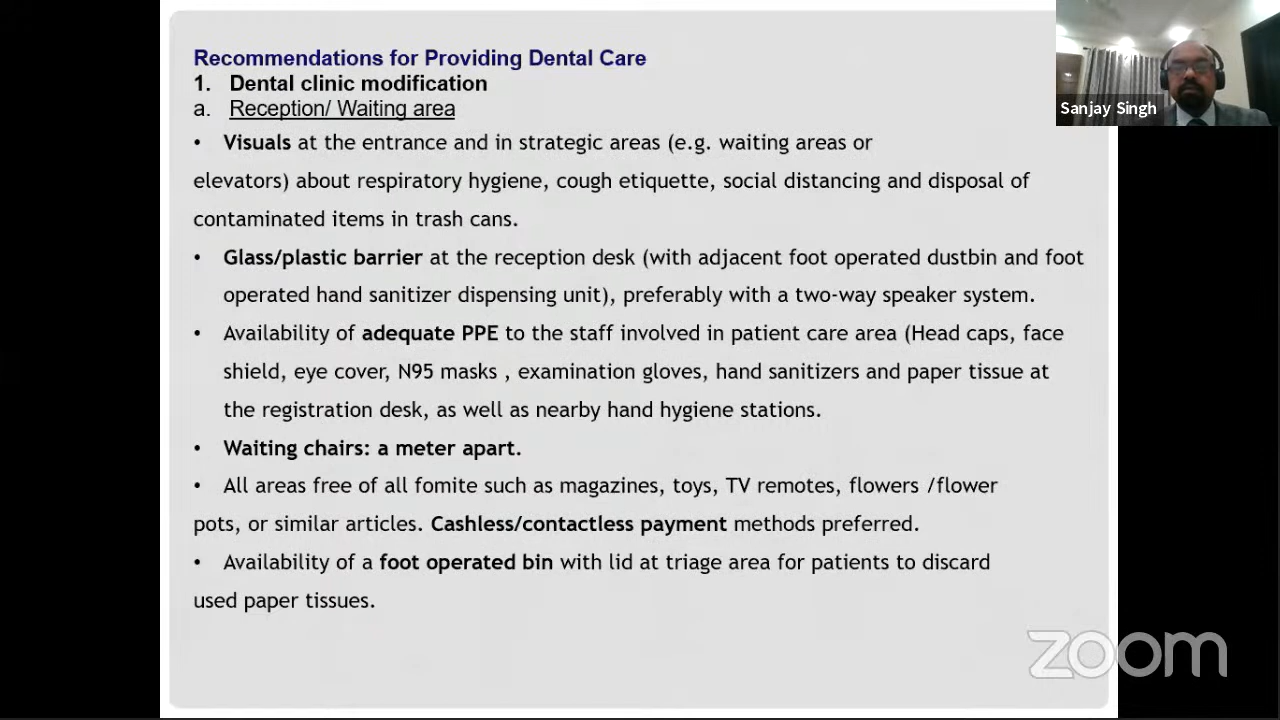 Recommendations for Providing Dental Care
1. Dental clinic modification
a. Reception/ Waiting area
• Visuals at the entrance and in strategic areas (e.g. waiting areas or
elevators) about respiratory hygiene, cough etiquette, social distancing and disposal of
contaminated items in trash cans.
• Glass/plastic barrier at the reception desk (with adjacent foot operated dustbin and foot
operated hand sanitizer dispensing unit), preferably with a two-way speaker system.
• Availability of adequate PPE to the staff involved in patient care area (Head caps, face
shield, eye cover, N95 masks , examination gloves, hand sanitizers and paper tissue at
the registration desk, as well as nearby hand hygiene stations.
• Waiting chairs: a meter apart.
• All areas free of all fomite such as magazines, toys, TV remotes, flowers /flower
pots, or similar articles. Cashless/contactless payment methods preferred.
• Availability of a foot operated bin with lid at triage area for patients to discard
used paper tissues.
Sanjay Singh
zoom